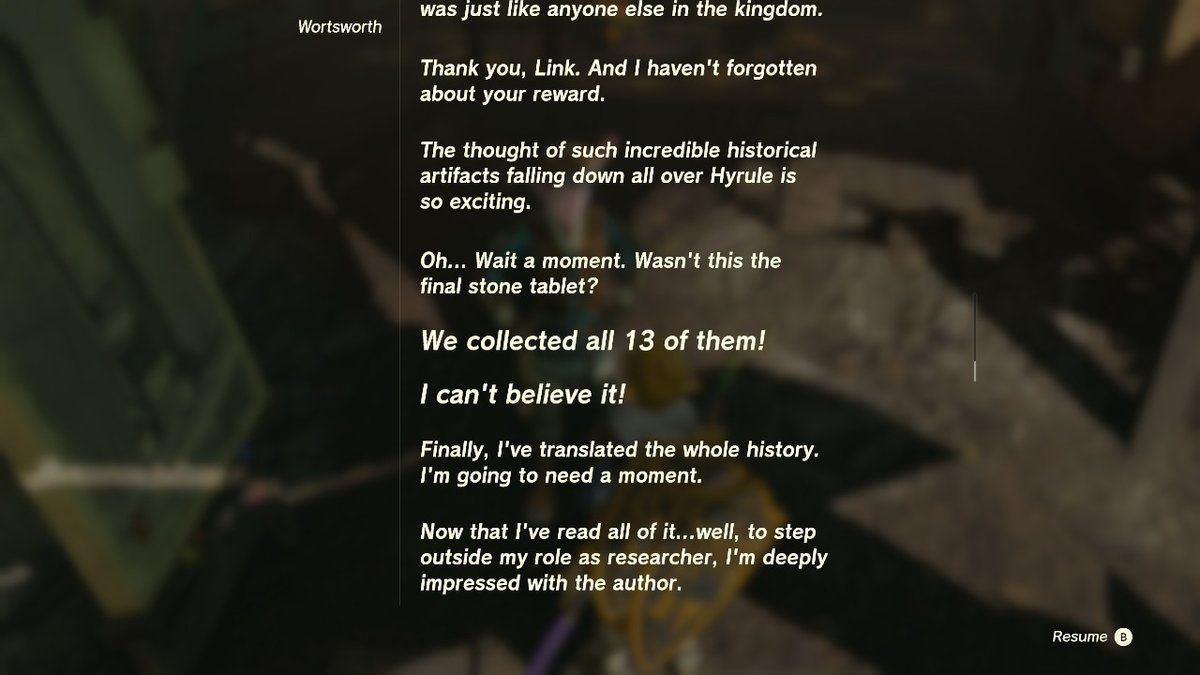 was just like anyone else in the kingdom.
Wortsworth
Thank you, Link. And I haven't forgotten
about your reward.
The thought of such incredible historical
artifacts falling down all over Hyrule is
so exciting.
Oh... Wait a moment. Wasn't this the
final stone tablet?
We collected all 13 of them!
I can't believe it!
Finally, I've translated the whole history.
I'm going to need a moment.
Now that I've read all of it...well, to step
outside my role as researcher, I'm deeply
impressed with the author.
Resume B